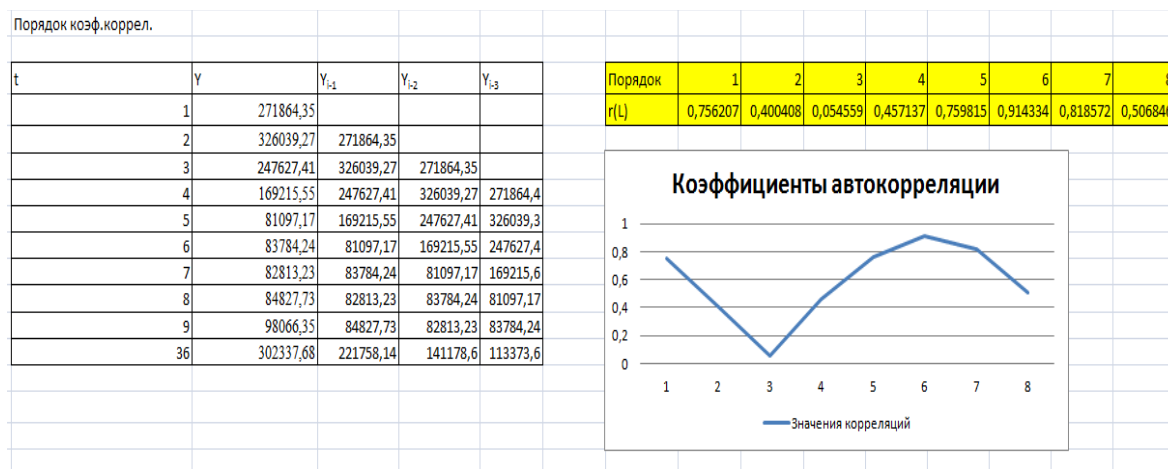 Порядок коэф.коррел.
t Y Yi-1 Yi-2 Yi-3
1 271864,35
2 326039,27 271864,35
3 247627,41 326039,27 271864,35
4 169215,55 247627,41 326039,27 271864,4
5 81097,17 169215,55 247627,41 326039,3
6 83784,24 81097,17 169215,55 247627,4
7 82813,23 83784,24 81097,17 169215,6
8 84827,73 82813,23 83784,24 81097,17
9 98066,35 84827,73 82813,23 83784,24
36 302337,68 221758,14 141178,6 113373,6
Порядок 1 2 3 4 5 6 7 8
r(L) 0,756207 0,400408 0,054559 0,457137 0,759815 0,914334 0,818572 0,506846
Коэффициенты автокорреляции
1
0,8
0,6
0,4
0,2
0
1 2 3 4 5 6 7 8
Значения корреляций